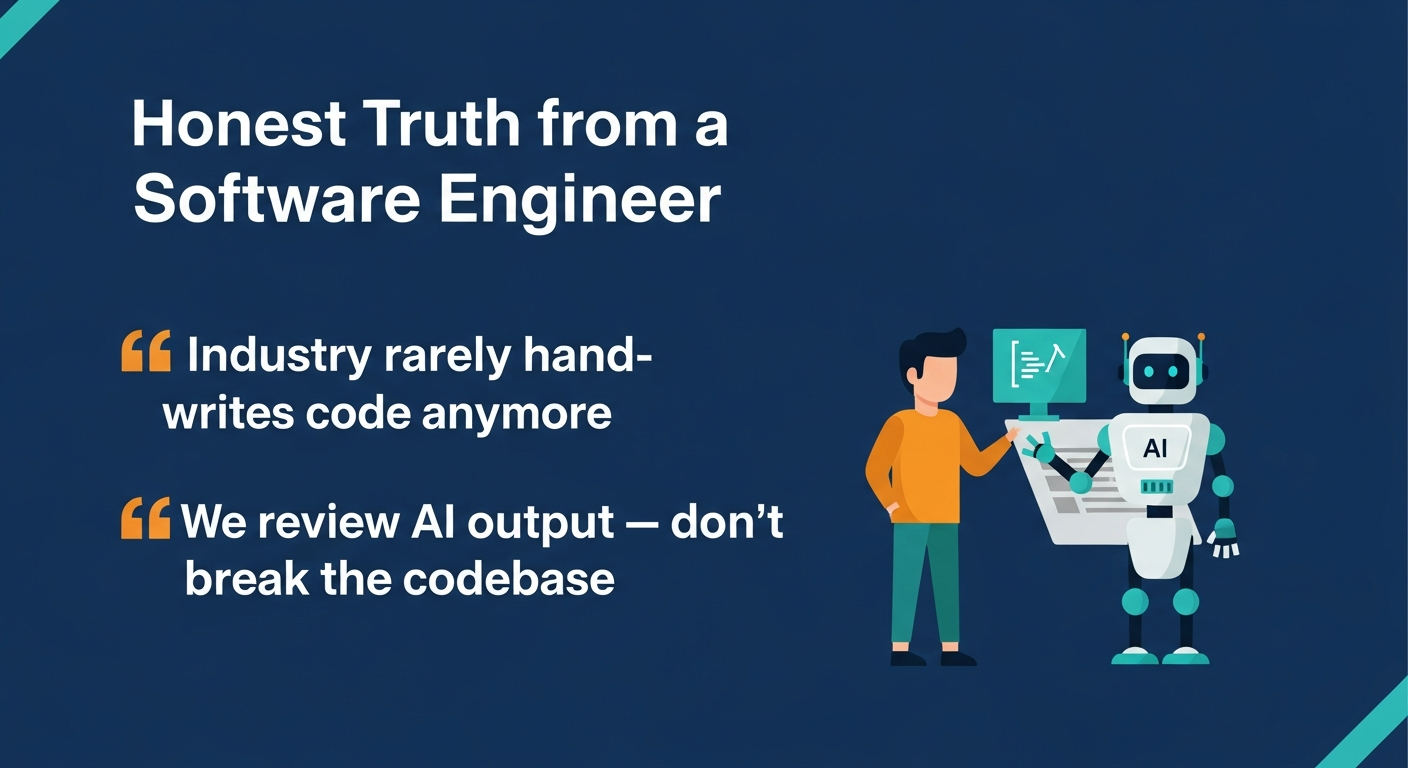 Honest Truth from a
Software Engineer
“ Industry rarely hand-
writes code anymore
“ We review AI output — don’t
break the codebase
AI